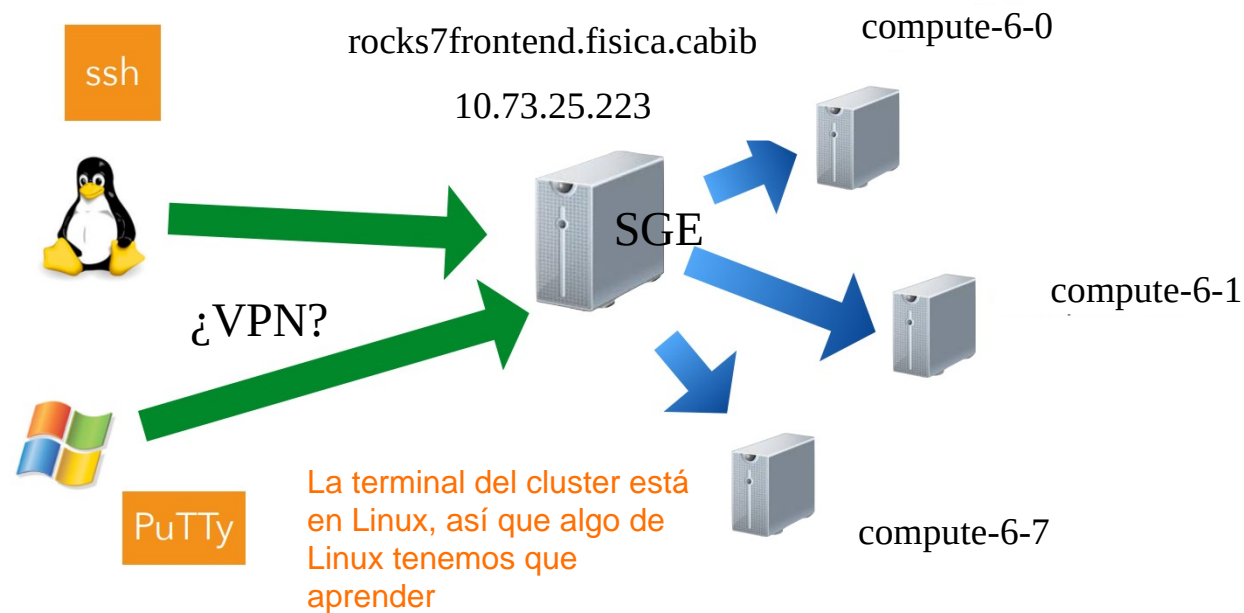 ssh
rocks7frontend.fisica.cabib
10.73.25.223
compute-6-0
SGE
¿VPN?
compute-6-1
PuTTy
La terminal del cluster está
en Linux, así que algo de
Linux tenemos que
aprender
compute-6-7